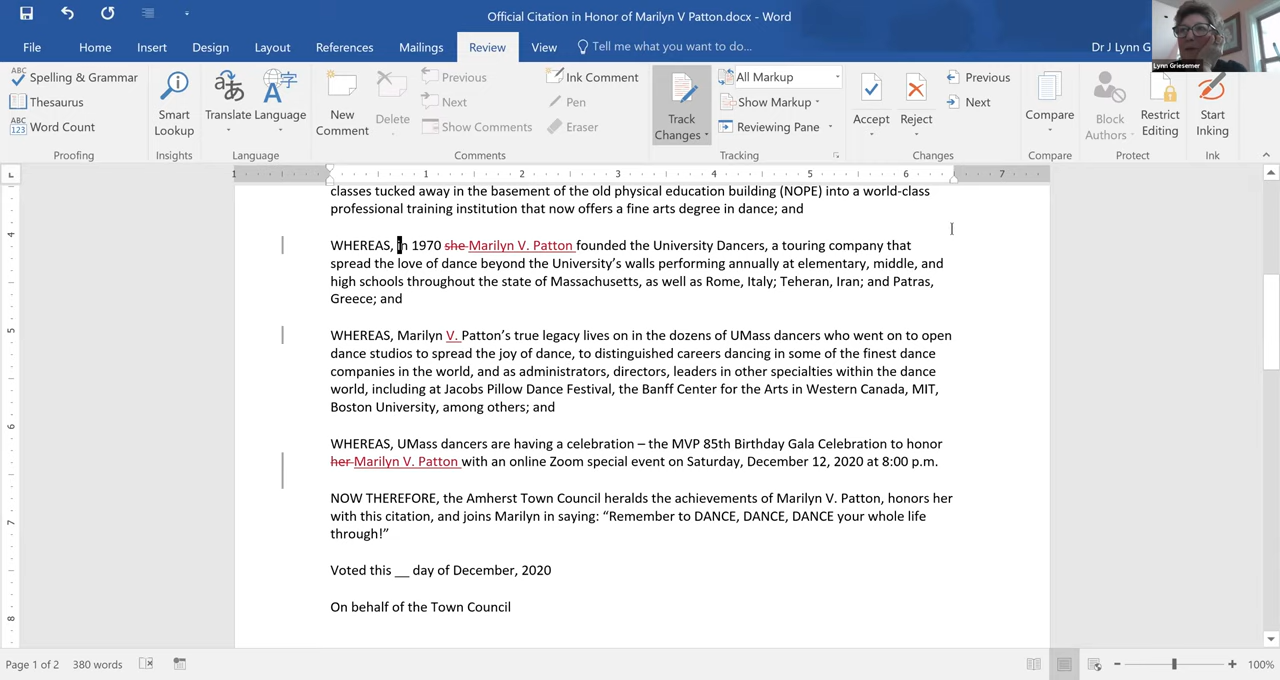 Official Citation in Honor of Marilyn V Patton.docx - Word
File Home Insert Design Layout References Mailings Review View Tell me what you want to do... Dr J Lynn G
Lynn Griesemer
Spelling & Grammar
Thesaurus
Word Count
Proofing
Smart Lookup
Insights
Translate
Language
Language
New Comment
Delete
Previous
Next
Show Comments
Ink Comment
Pen
Eraser
Comments
Track Changes
All Markup
Show Markup
Reviewing Pane
Tracking
Accept
Reject
Previous
Next
Changes
Compare
Compare
Block Authors
Restrict Editing
Protect
Start Inking
Ink
classes tucked away in the basement of the old physical education building (NOPE) into a world-class
professional training institution that now offers a fine arts degree in dance; and
WHEREAS, in 1970 she Marilyn V. Patton founded the University Dancers, a touring company that
spread the love of dance beyond the University’s walls performing annually at elementary, middle, and
high schools throughout the state of Massachusetts, as well as Rome, Italy; Teheran, Iran; and Patras,
Greece; and
WHEREAS, Marilyn V. Patton’s true legacy lives on in the dozens of UMass dancers who went on to open
dance studios to spread the joy of dance, to distinguished careers dancing in some of the finest dance
companies in the world, and as administrators, directors, leaders in other specialties within the dance
world, including at Jacobs Pillow Dance Festival, the Banff Center for the Arts in Western Canada, MIT,
Boston University, among others; and
WHEREAS, UMass dancers are having a celebration – the MVP 85th Birthday Gala Celebration to honor
her Marilyn V. Patton with an online Zoom special event on Saturday, December 12, 2020 at 8:00 p.m.
NOW THEREFORE, the Amherst Town Council heralds the achievements of Marilyn V. Patton, honors her
with this citation, and joins Marilyn in saying: “Remember to DANCE, DANCE, DANCE your whole life
through!”
Voted this __ day of December, 2020
On behalf of the Town Council
Page 1 of 2 380 words 100%